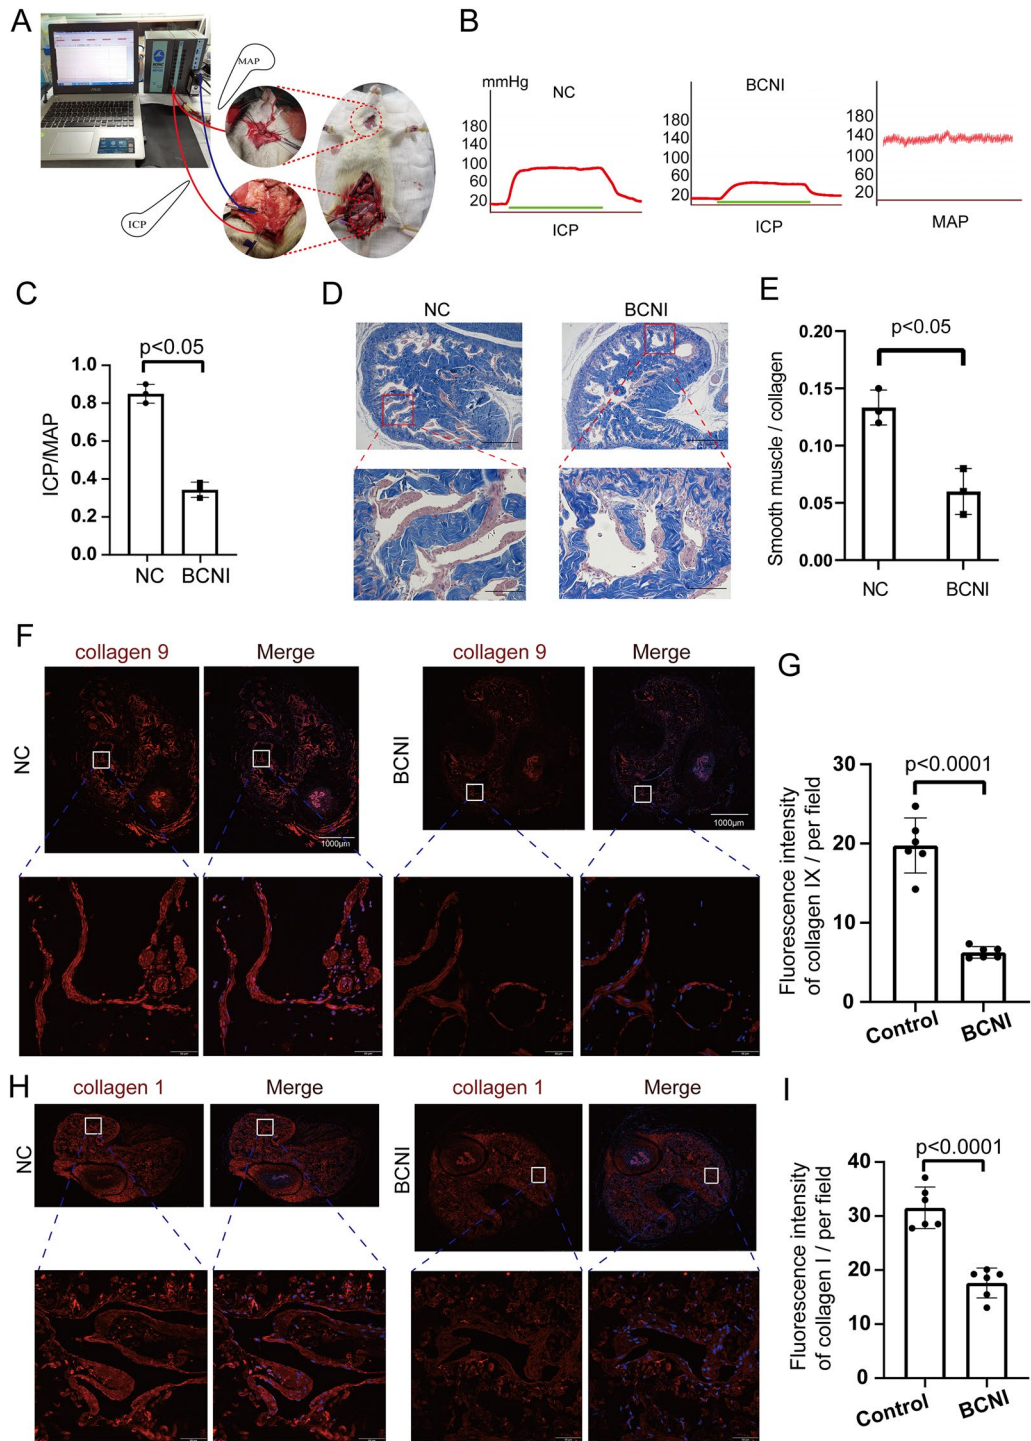 A
MAP
ICP
B
mmHg
NC
180
140
100
60
20
ICP
BCNI
180
140
100
60
20
ICP
180
140
100
60
20
MAP
C
p<0.05
ICP/MAP
1.0
0.8
0.6
0.4
0.2
0.0
NC BCNI
D
NC
BCNI
E
p<0.05
Smooth muscle / collagen
0.20
0.15
0.10
0.05
0.00
NC BCNI
F
collagen 9 Merge
NC
1000μm
collagen 9 Merge
BCNI
1000μm
G
p<0.0001
Fluorescence intensity
of collagen IX / per field
30
20
10
0
Control BCNI
H
collagen 1 Merge
NC
collagen 1 Merge
BCNI
I
p<0.0001
Fluorescence intensity
of collagen I / per field
40
30
20
10
0
Control BCNI